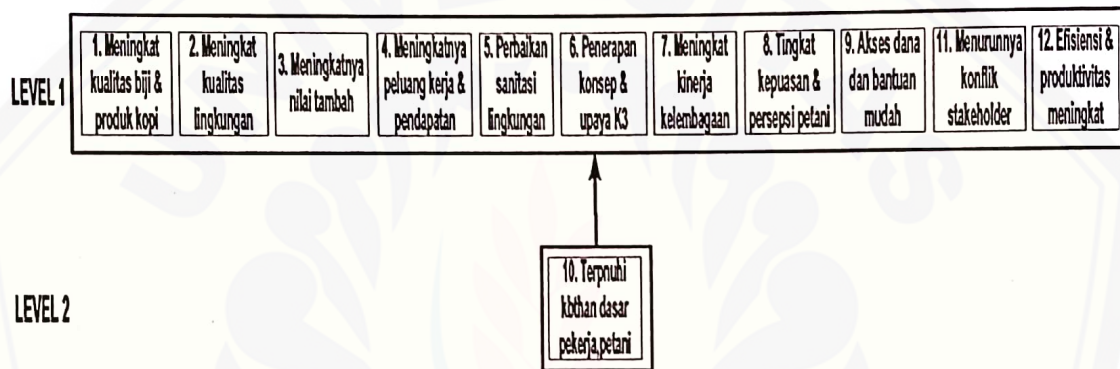 LEVEL 1
1. Meningkat
kualitas biji &
produk kopi
2. Meningkat
kualitas
lingkungan
3. Meningkatnya
nilai tambah
4. Meningkatnya
peluang kerja &
pendapatan
5. Perbaikan
sanitasi
lingkungan
6. Penerapan
konsep &
upaya K3
7. Meningkat
kinerja
kelembagaan
8. Tingkat
kepuasan &
persepsi petani
9. Akses dana
dan bantuan
mudah
11. Menurunnya
konflik
stakeholder
12. Efisiensi &
produktivitas
meningkat
LEVEL 2
10. Terpnuhi
kbthan dasar
pekerja,petani